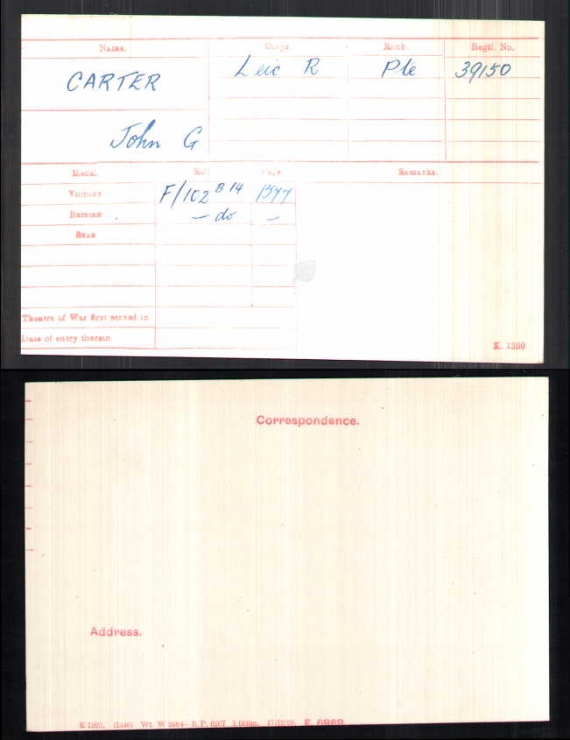 Name. Corps. Rank. Regtl. No.
CARTER Leic R Pte 39150
John G
Medal. Roll Page Remarks.
VICTORY F/102 B 14 1577
BRITISH — do —
STAR
Theatre of War first served in
Date of entry therein
K. 1380
Correspondence.
Address.
E. 6989